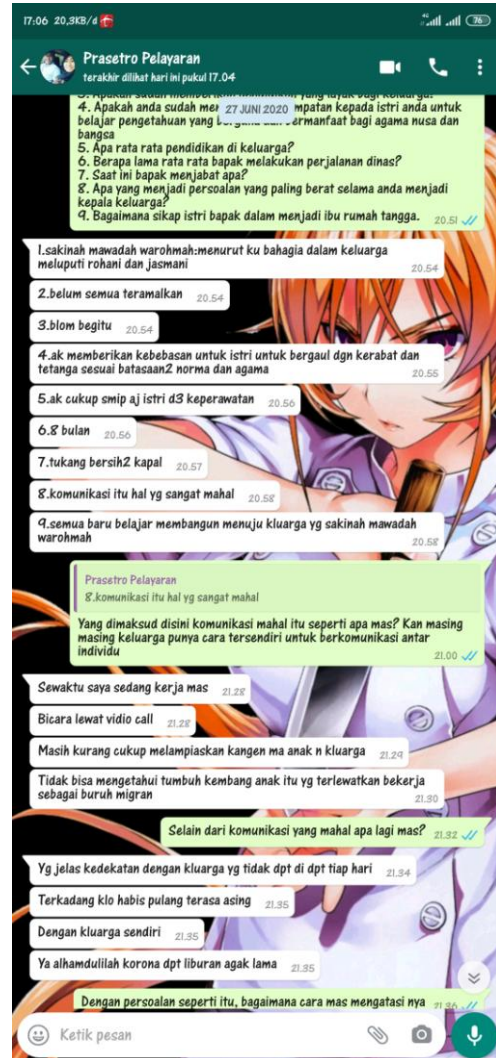 17:06 20,3KB/d
76
Prasetro Pelayaran
terakhir dilihat hari ini pukul 17.04
27 JUNI 2020
4. Apakah anda sudah mempatan kepada istri anda untuk
belajar pengetahuan yang bermanfaat bagi agama nusa dan
bangsa
5. Apa rata rata pendidikan di keluarga?
6. Berapa lama rata rata bapak melakukan perjalanan dinas?
7. Saat ini bapak menjabat apa?
8. Apa yang menjadi persoalan yang paling berat selama anda menjadi
kepala keluarga?
9. Bagaimana sikap istri bapak dalam menjadi ibu rumah tangga.
20.51
1.sakinah mawadah warohmah:menurut ku bahagia dalam keluarga
meluputi rohani dan jasmani
20.54
2.belum semua teramalkan 20.54
3.blom begitu 20.54
4.ak memberikan kebebasan untuk istri untuk bergaul dgn kerabat dan
tetanga sesuai batasaan2 norma dan agama
20.55
5.ak cukup smip aj istri d3 keperawatan 20.56
6.8 bulan 20.56
7.tukang bersih2 kapal 20.57
8.komunikasi itu hal yg sangat mahal 20.58
9.semua baru belajar membangun menuju kluarga yg sakinah mawadah
warohmah
20.58
Prasetro Pelayaran
8.komunikasi itu hal yg sangat mahal
Yang dimaksud disini komunikasi mahal itu seperti apa mas? Kan masing
masing keluarga punya cara tersendiri untuk berkomunikasi antar
individu
21.00
Sewaktu saya sedang kerja mas 21.28
Bicara lewat vidio call 21.28
Masih kurang cukup melampiaskan kangen ma anak n kluarga 21.29
Tidak bisa mengetahui tumbuh kembang anak itu yg terlewatkan bekerja
sebagai buruh migran
21.30
Selain dari komunikasi yang mahal apa lagi mas? 21.32
Yg jelas kedekatan dengan kluarga yg tidak dpt di dpt tiap hari 21.34
Terkadang klo habis pulang terasa asing 21.35
Dengan kluarga sendiri 21.35
Ya alhamdulilah korona dpt liburan agak lama 21.35
Dengan persoalan seperti itu, bagaimana cara mas mengatasi nya 21.36
Ketik pesan